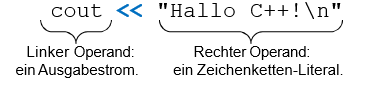 cout << "Hallo C++!\n"
Linker Operand: Rechter Operand:
ein Ausgabestrom. ein Zeichenketten-Literal.